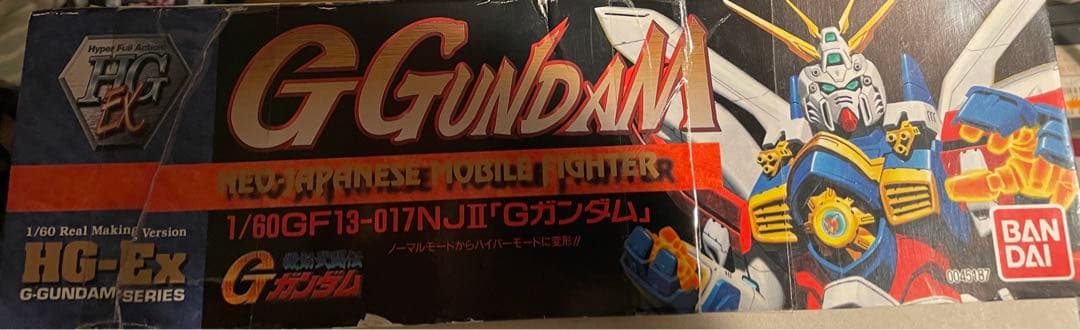 Hyper Full Action
HG
EX
1/60 Real Making Version
HG-Ex
G-GUNDAM SERIES
G GUNDAM
NEO-JAPANESE MOBILE FIGHTER
1/60GF13-017NJII「Gガンダム」
ノーマルモードからハイパーモードに変形!!
機動武闘伝
Gガンダム
0045187
BAN
DAI